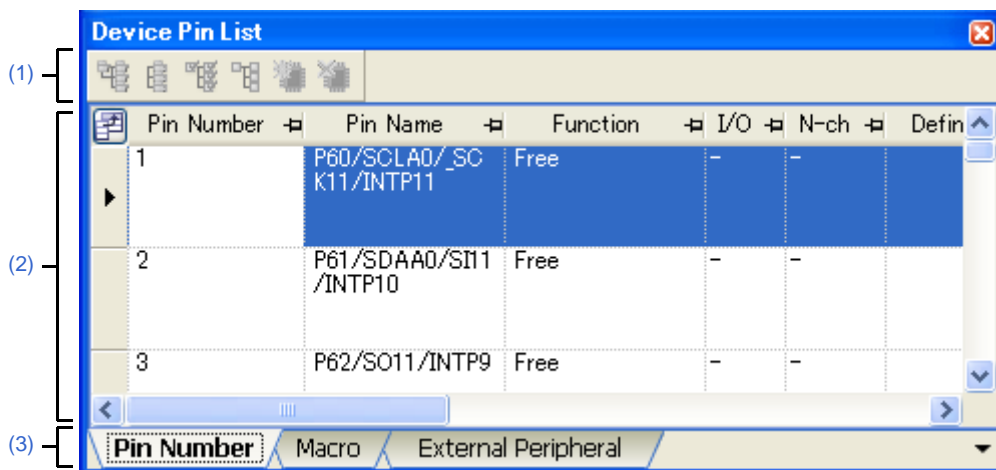 Device Pin List
(1)
Pin Number Pin Name Function I/O N-ch Defin
(2)
1 P60/SCLA0/_SC Free - -
K11/INTP11
2 P61/SDAA0/SI11 Free - -
/INTP10
3 P62/SO11/INTP9 Free - -
(3)
Pin Number Macro External Peripheral